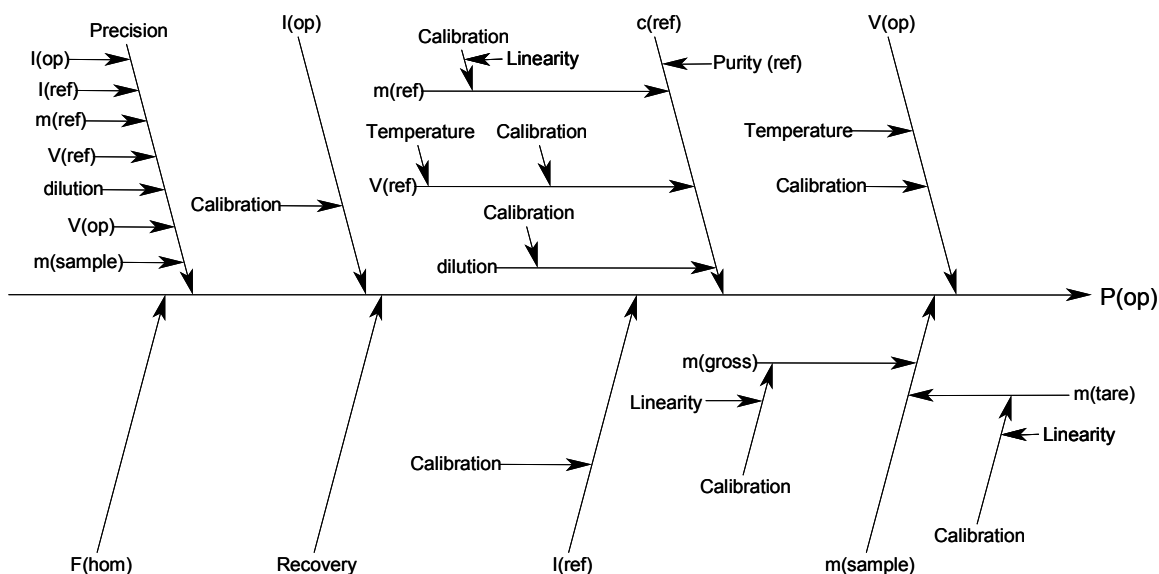 Precision
I(op)
c(ref)
V(op)
I(op)
I(ref)
m(ref)
V(ref)
dilution
V(op)
m(sample)
Calibration
Calibration
Linearity
m(ref)
Purity (ref)
Temperature
Calibration
V(ref)
Calibration
dilution
Temperature
Calibration
P(op)
m(gross)
Linearity
Calibration
m(tare)
Linearity
Calibration
Calibration
F(hom)
Recovery
I(ref)
m(sample)